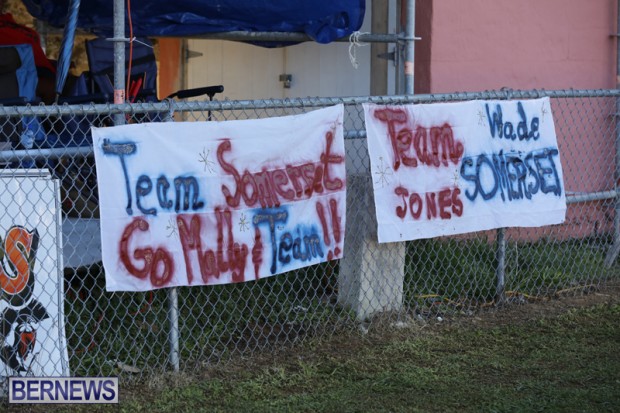 Team Somerset
Go Molly & Team!!
Team Wade
JONES SOMERSET
S
BERNEWS